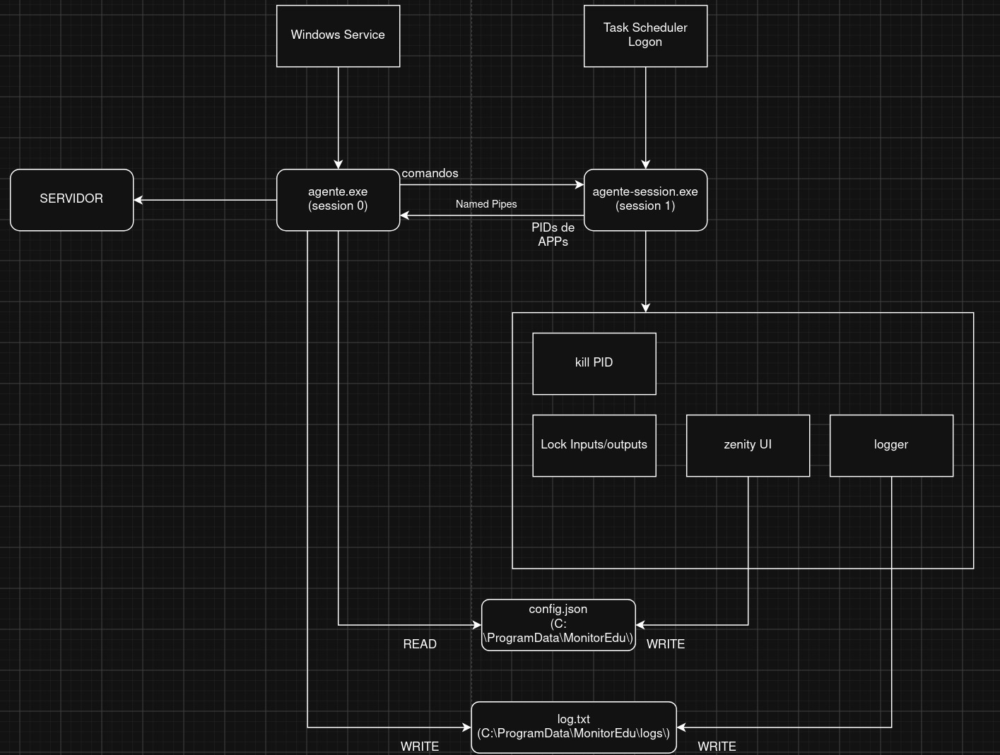 Windows Service
Task Scheduler
Logon
SERVIDOR
agente.exe
(session 0)
comandos
Named Pipes
PIDs de
APPs
agente-session.exe
(session 1)
kill PID
Lock Inputs/outputs
zenity UI
logger
config.json
(C:
\ProgramData\MonitorEdu\)
READ
WRITE
log.txt
(C:\ProgramData\MonitorEdu\logs\)
WRITE
WRITE